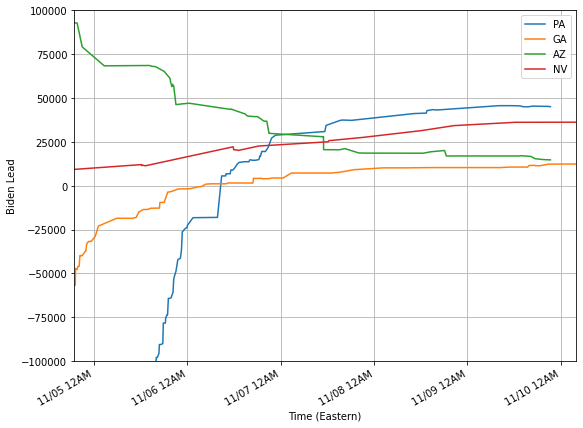 100000
75000
50000
25000
0
−25000
−50000
−75000
−100000
Biden Lead
PA
GA
AZ
NV
11/05 12AM
11/06 12AM
11/07 12AM
11/08 12AM
11/09 12AM
11/10 12AM
Time (Eastern)